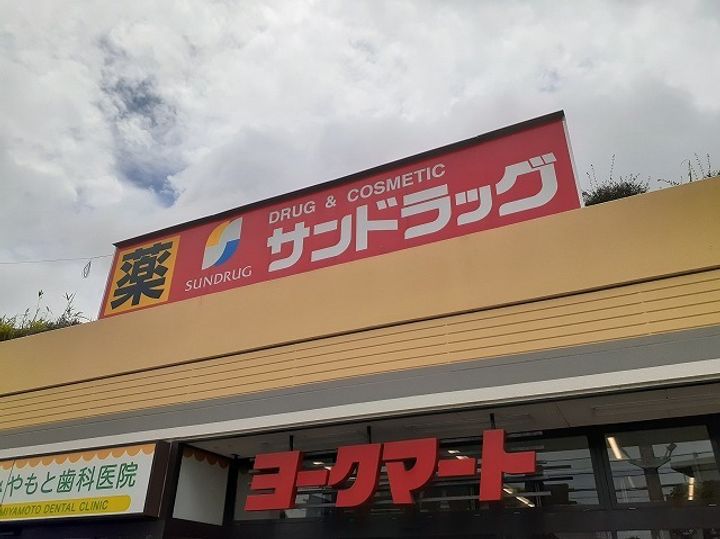 薬
SUNDRUG
DRUG & COSMETIC
サンドラッグ
ヨークマート
やもと歯科医院
MIYAMOTO DENTAL CLINIC